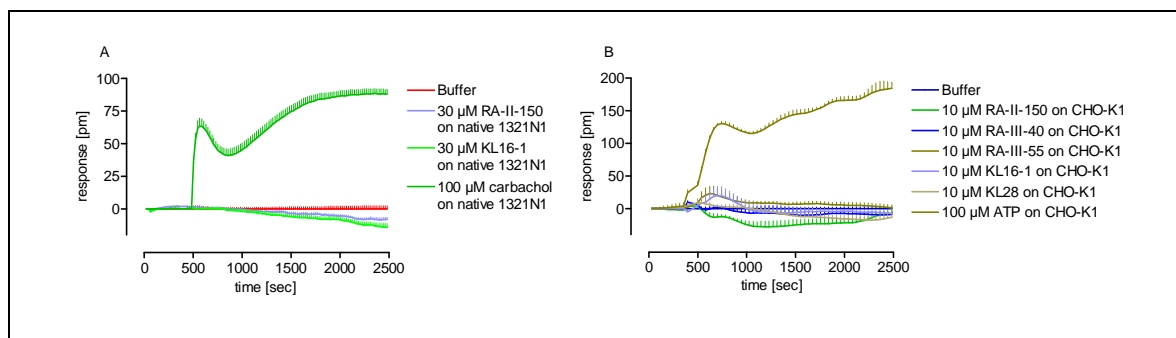 A
100
75
50
25
0
response [pm]
0 500 1000 1500 2000 2500
time [sec]
Buffer
30 µM RA-II-150
on native 1321N1
30 µM KL16-1
on native 1321N1
100 µM carbachol
on native 1321N1
B
200
150
100
50
0
response [pm]
0 500 1000 1500 2000 2500
time [sec]
Buffer
10 µM RA-II-150 on CHO-K1
10 µM RA-III-40 on CHO-K1
10 µM RA-III-55 on CHO-K1
10 µM KL16-1 on CHO-K1
10 µM KL28 on CHO-K1
100 µM ATP on CHO-K1